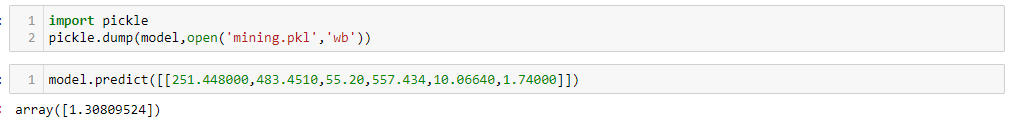 1 import pickle
2 pickle.dump(model,open('mining.pkl','wb'))
1 model.predict([[251.448000,483.4510,55.20,557.434,10.06640,1.74000]])
array([1.30809524])